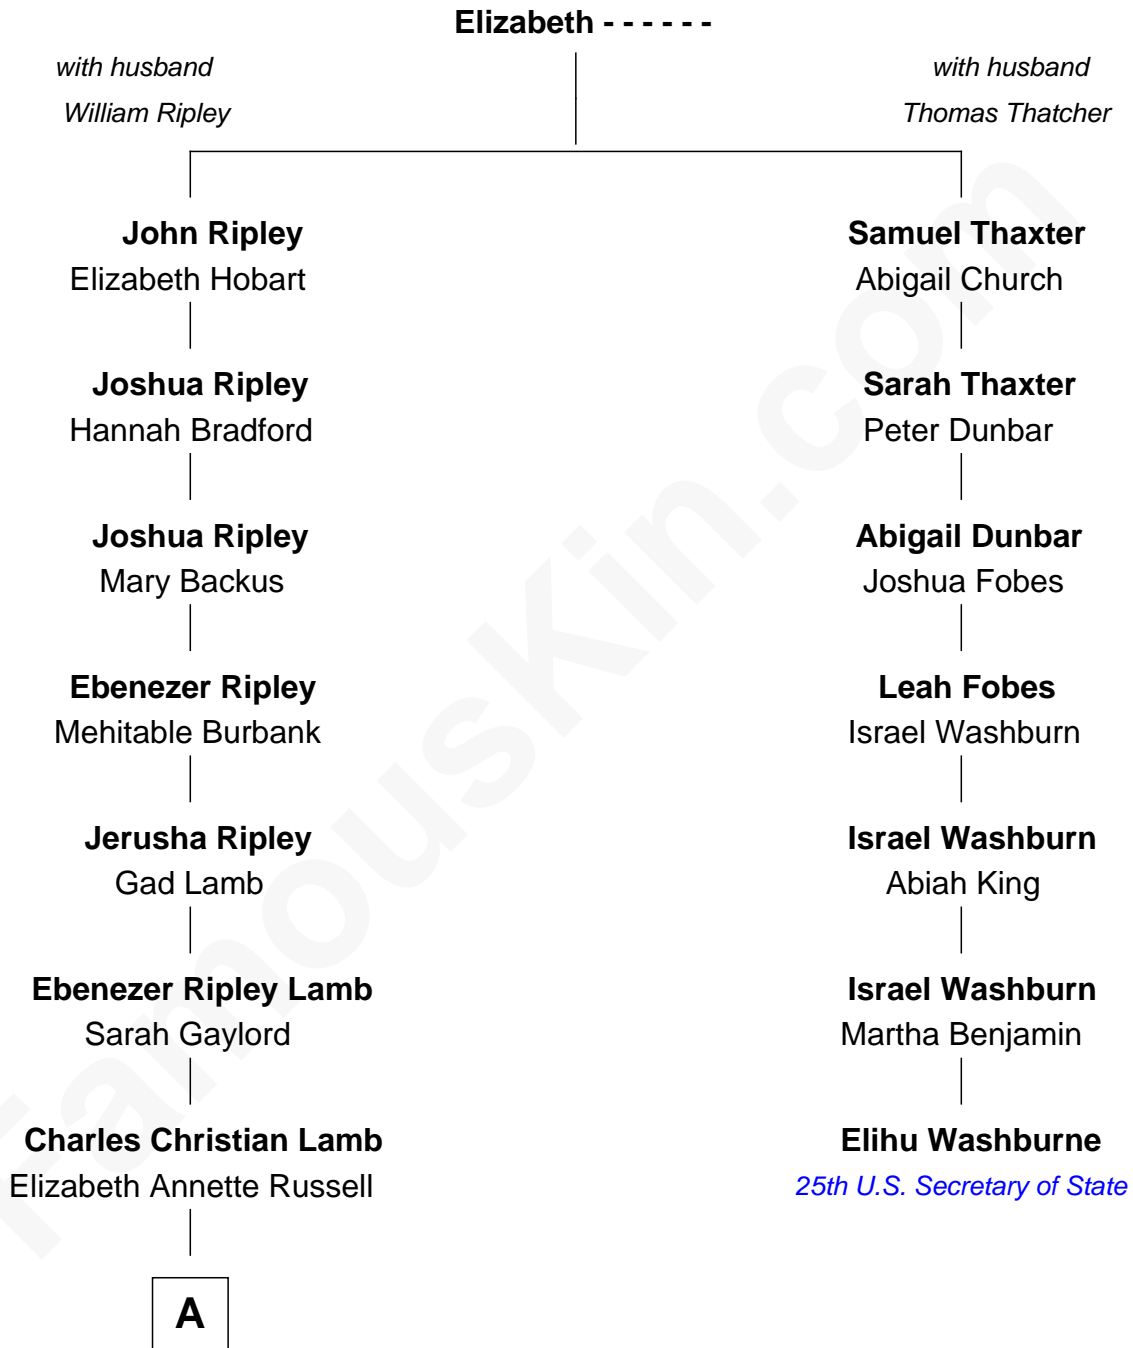 Elizabeth - - - - - -
with husband
William Ripley
with husband
Thomas Thatcher
John Ripley
Elizabeth Hobart
Joshua Ripley
Hannah Bradford
Joshua Ripley
Mary Backus
Ebenezer Ripley
Mehitable Burbank
Jerusha Ripley
Gad Lamb
Ebenezer Ripley Lamb
Sarah Gaylord
Charles Christian Lamb
Elizabeth Annette Russell
A
Samuel Thaxter
Abigail Church
Sarah Thaxter
Peter Dunbar
Abigail Dunbar
Joshua Fobes
Leah Fobes
Israel Washburn
Israel Washburn
Abiah King
Israel Washburn
Martha Benjamin
Elihu Washburne
25th U.S. Secretary of State
FamousKin.com